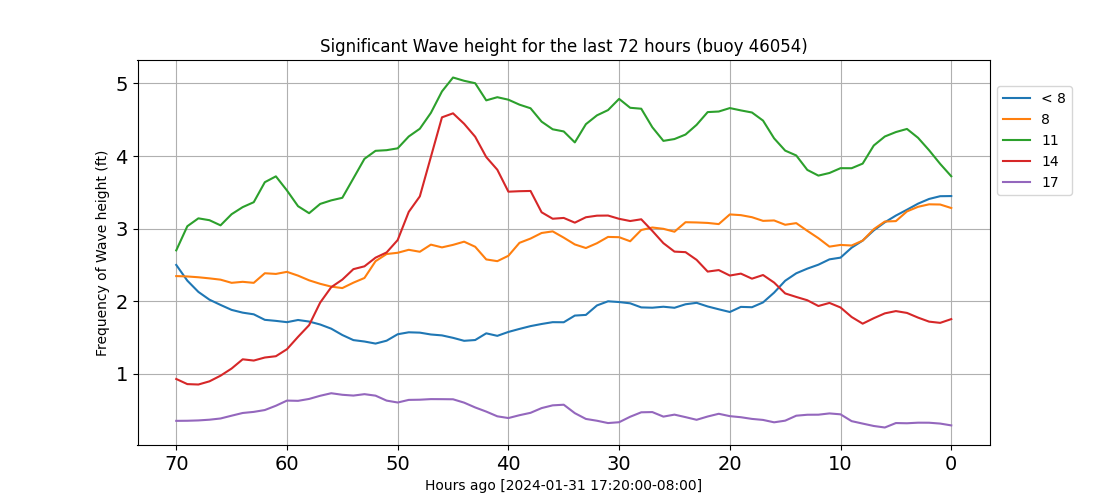 Significant Wave height for the last 72 hours (buoy 46054)
Frequency of Wave height (ft)
5
4
3
2
1
70 60 50 40 30 20 10 0
Hours ago [2024-01-31 17:20:00-08:00]
< 8
8
11
14
17